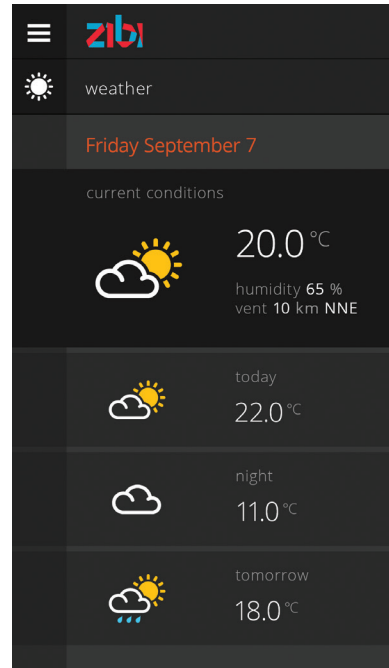 zibi
weather
Friday September 7
current conditions
20.0 °C
humidity 65 %
vent 10 km NNE
today
22.0 °C
night
11.0 °C
tomorrow
18.0 °C